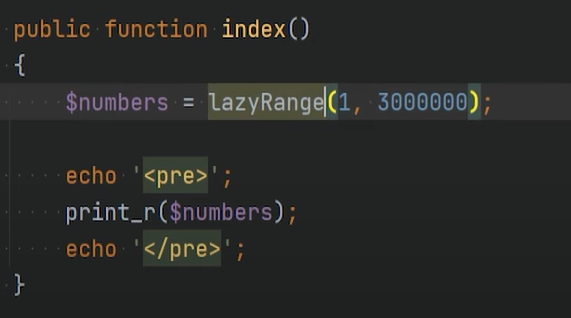 public function index()
{
$numbers = lazyRange(1, 3000000);
echo '<pre>';
print_r($numbers);
echo '</pre>';
}